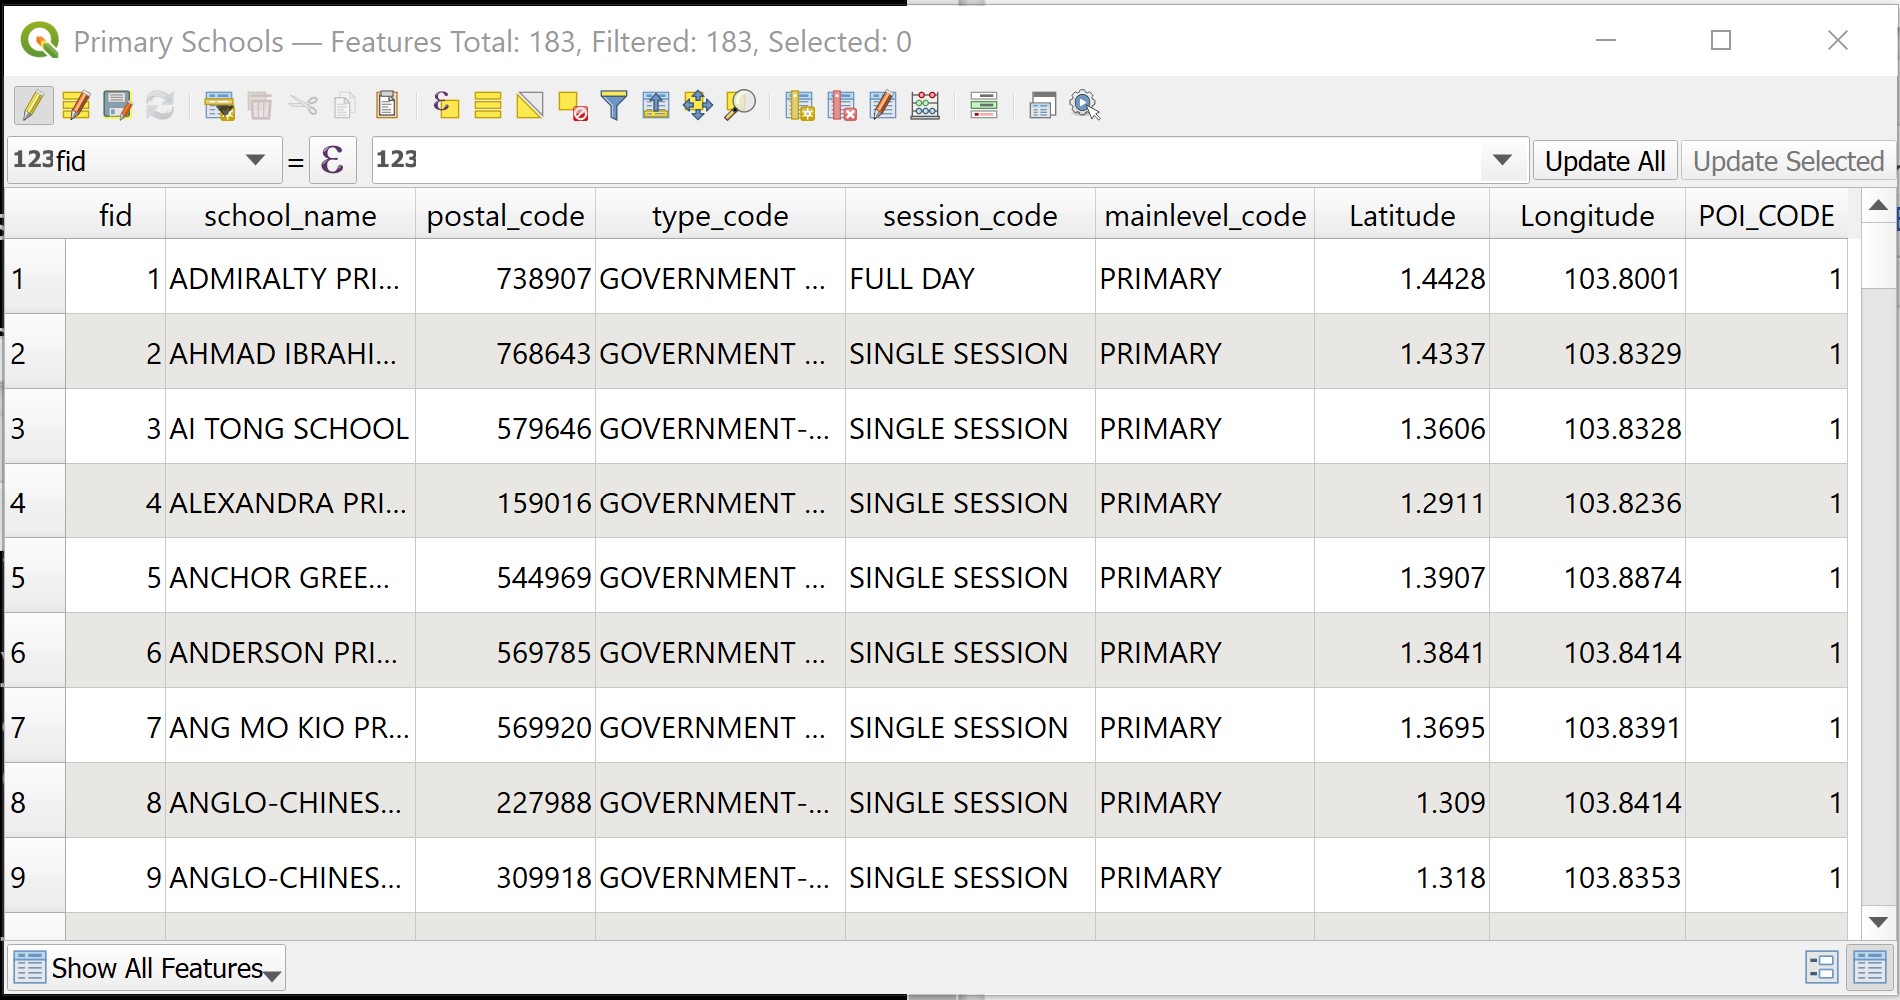 Primary Schools — Features Total: 183, Filtered: 183, Selected: 0
123 fid = ε 123 Update All Update Selected
fid school_name postal_code type_code session_code mainlevel_code Latitude Longitude POI_CODE
1 1 ADMIRALTY PRI... 738907 GOVERNMENT ... FULL DAY PRIMARY 1.4428 103.8001 1
2 2 AHMAD IBRAHI... 768643 GOVERNMENT ... SINGLE SESSION PRIMARY 1.4337 103.8329 1
3 3 AI TONG SCHOOL 579646 GOVERNMENT-... SINGLE SESSION PRIMARY 1.3606 103.8328 1
4 4 ALEXANDRA PRI... 159016 GOVERNMENT ... SINGLE SESSION PRIMARY 1.2911 103.8236 1
5 5 ANCHOR GREE... 544969 GOVERNMENT ... SINGLE SESSION PRIMARY 1.3907 103.8874 1
6 6 ANDERSON PRI... 569785 GOVERNMENT ... SINGLE SESSION PRIMARY 1.3841 103.8414 1
7 7 ANG MO KIO PR... 569920 GOVERNMENT ... SINGLE SESSION PRIMARY 1.3695 103.8391 1
8 8 ANGLO-CHINES... 227988 GOVERNMENT-... SINGLE SESSION PRIMARY 1.309 103.8414 1
9 9 ANGLO-CHINES... 309918 GOVERNMENT-... SINGLE SESSION PRIMARY 1.318 103.8353 1
Show All Features